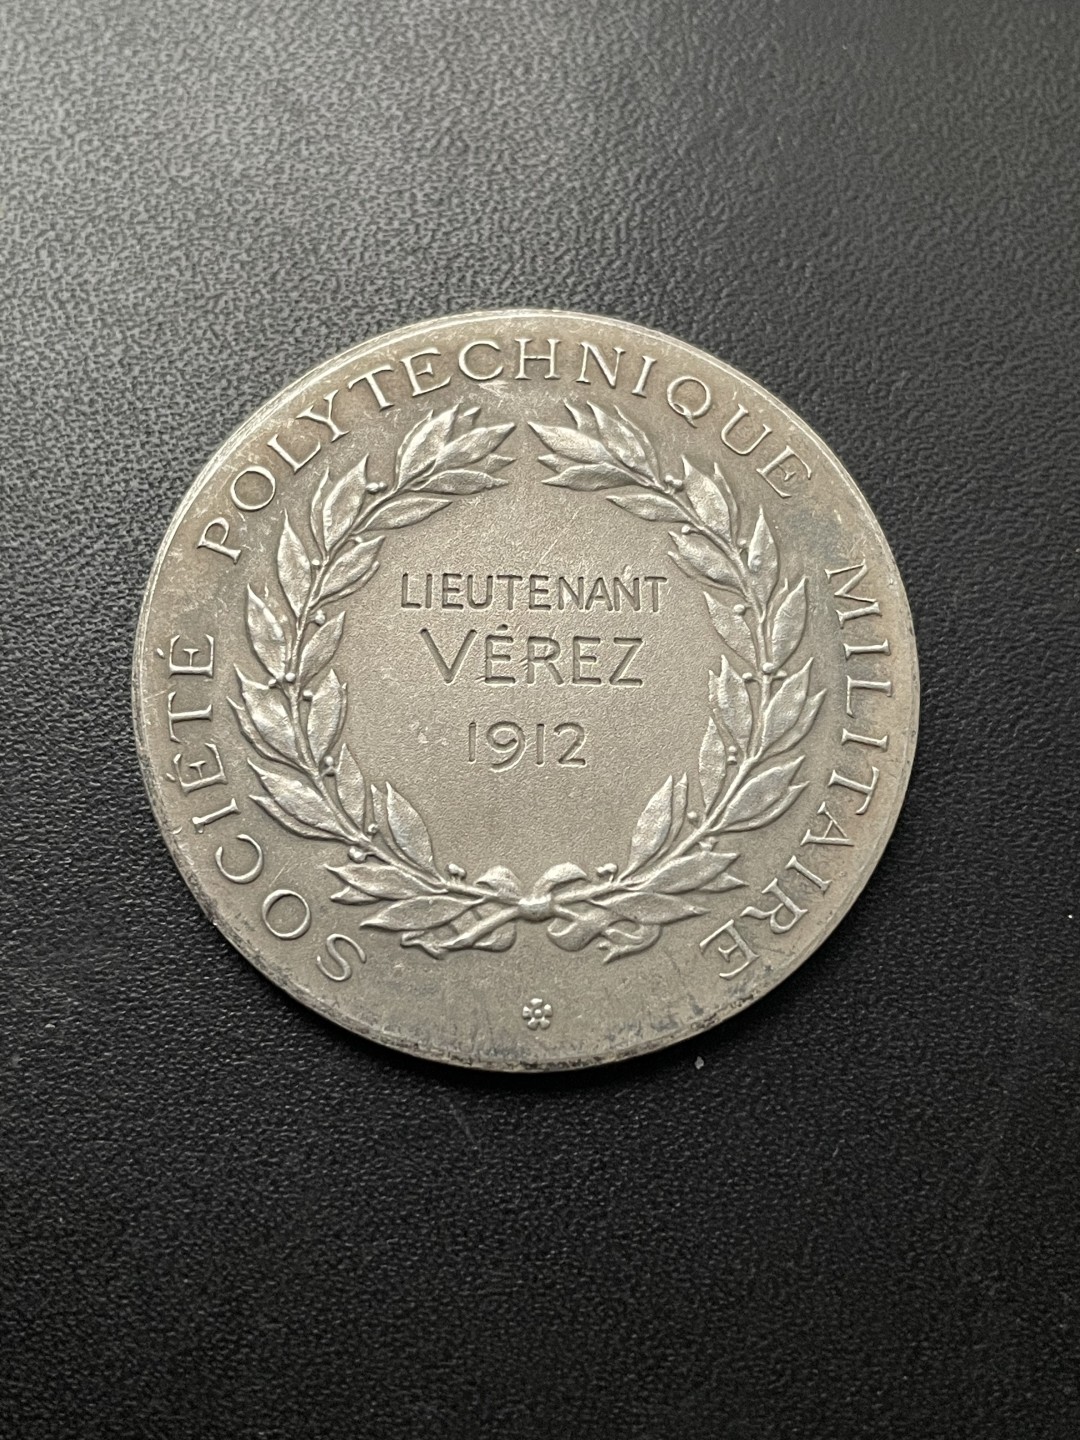 SOCIÉTÉ POLYTECHNIQUE MILITAIRE
LIEUTENANT
VÉREZ
1912